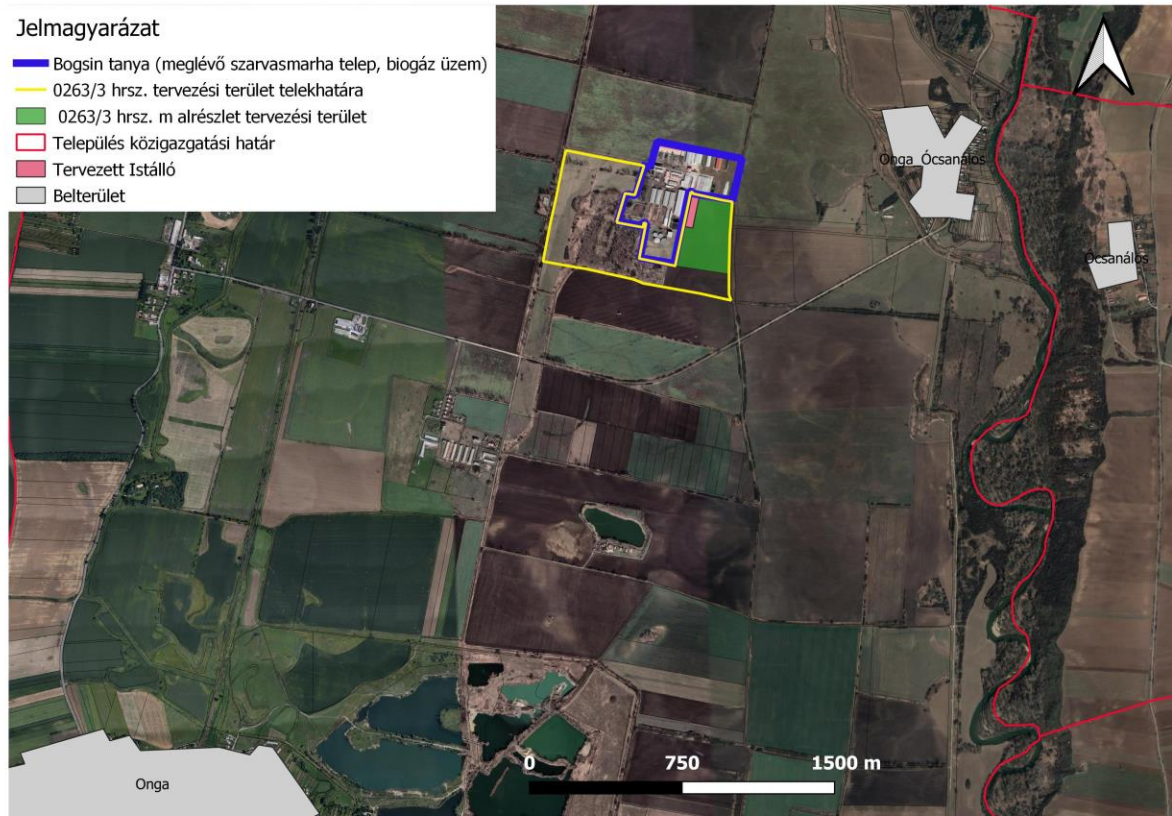 Jelmagyarázat
Bogsin tanya (meglévő szarvasmarha telep, biogáz üzem)
0263/3 hrsz. tervezési terület telekhatára
0263/3 hrsz. m alrészlet tervezési terület
Település közigazgatási határ
Tervezett Istálló
Belterület
Onga_Ócsanálos
Ócsanálos
0 750 1500 m
Onga